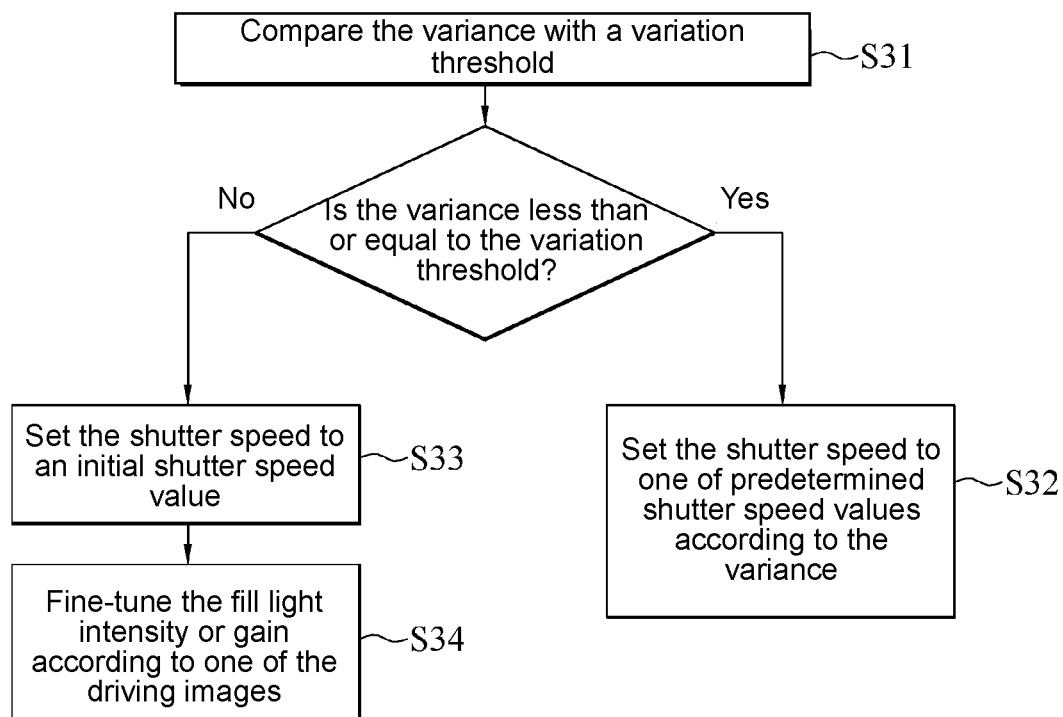 Compare the variance with a variation
threshold
S31
No
Yes
Is the variance less than
or equal to the variation
threshold?
Set the shutter speed to
an initial shutter speed
value
S33
Set the shutter speed to
one of predetermined
shutter speed values
according to the
variance
S32
Fine-tune the fill light
intensity or gain
according to one of the
driving images
S34